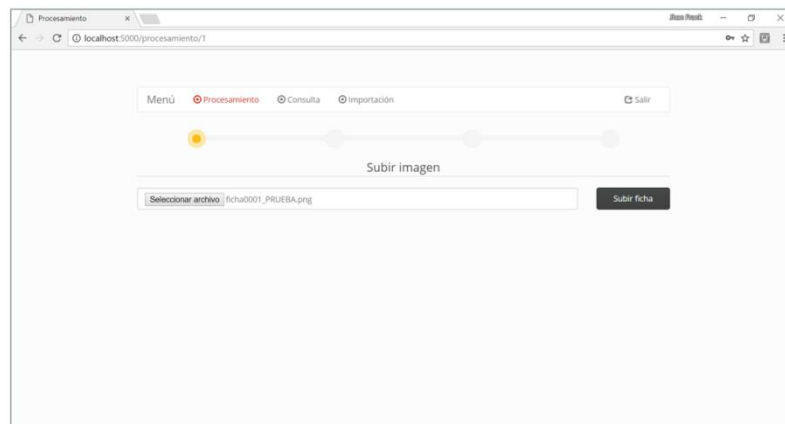 Procesamiento
localhost:5000/procesamiento/1
Menú Procesamiento Consulta Importación Salir
Subir imagen
Seleccionar archivo ficha0001_PRUEBA.png Subir ficha